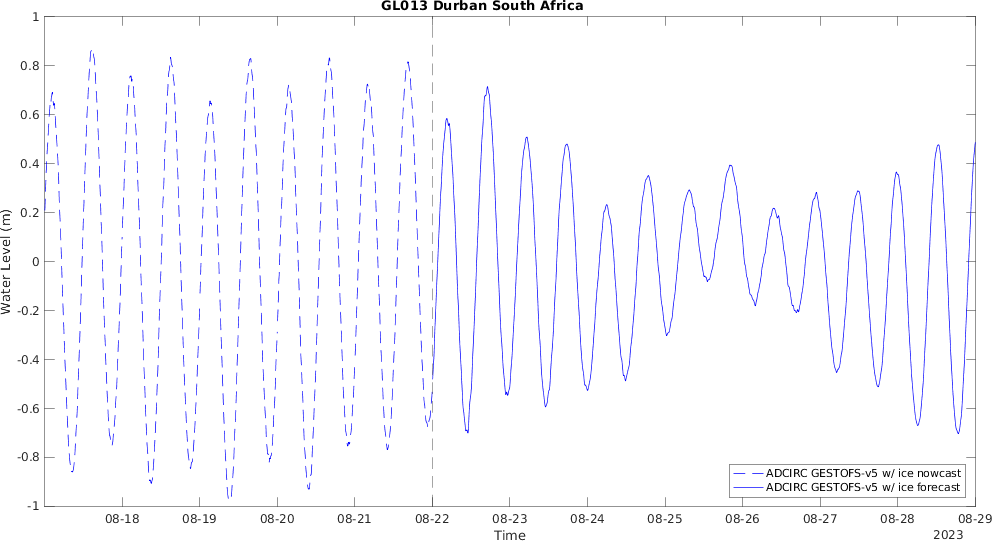 GL013 Durban South Africa
1
0.8
0.6
0.4
0.2
0
-0.2
-0.4
-0.6
-0.8
-1
Water Level (m)
ADCIRC GESTOFS-v5 w/ ice nowcast
ADCIRC GESTOFS-v5 w/ ice forecast
08-18 08-19 08-20 08-21 08-22 08-23 08-24 08-25 08-26 08-27 08-28 08-29
Time
2023